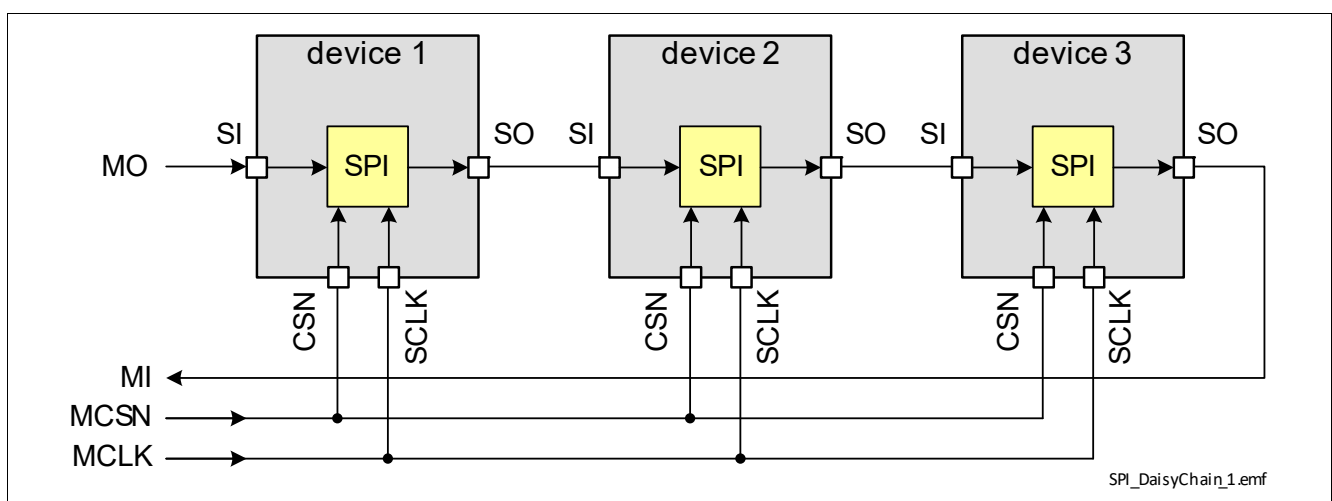 device 1
device 2
device 3
SI
SO
SI
SO
SI
SO
MO
SPI
SPI
SPI
CSN
SCLK
CSN
SCLK
CSN
SCLK
MI
MCSN
MCLK
SPI_DaisyChain_1.emf